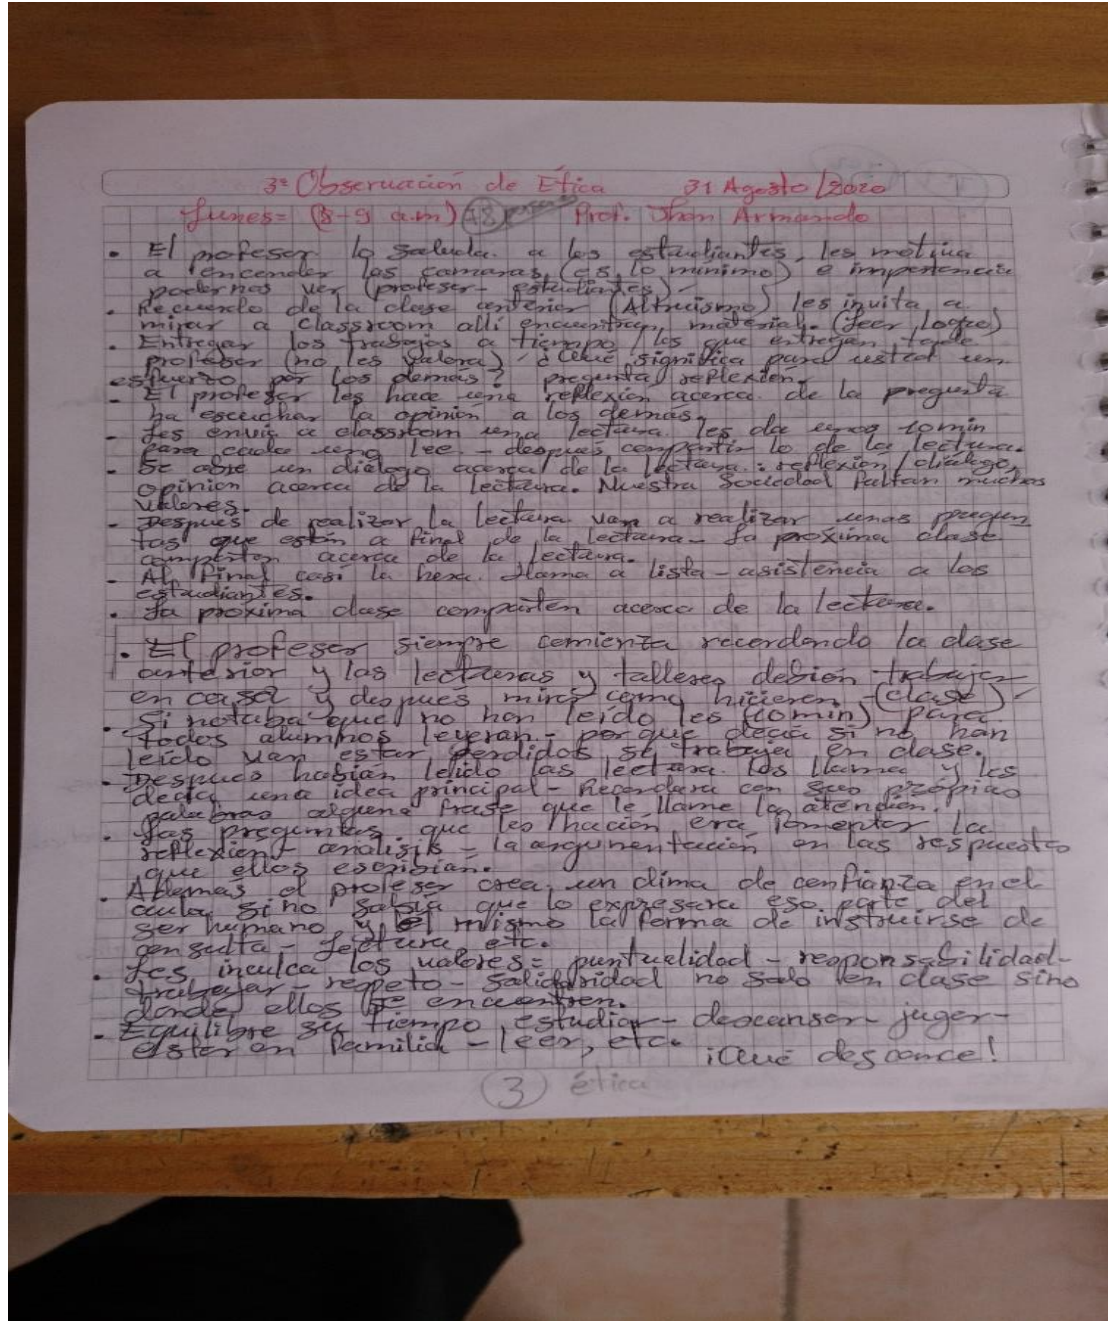 3ª Observación de Ética 31 Agosto/2020
Lunes= (8-9 a.m) 48 Prof. Jhon Armando
• El profesor lo saluda a los estudiantes, les motiva
a encender las camaras, (es lo mínimo) e importancia
podernos ver (profesor - estudiantes) -
• Recuerdo de la clase anterior (Altruismo) les invita a
mirar a classroom allí encuentran material. (leer, logro)
• Entregar los trabajos a tiempo / los que entregan tarde
profesor (no les valora) ¿Qué significa para usted un
esfuerzo por los demás? pregunta reflexión.
• El profesor les hace una reflexión acerca de la pregunta
ha escuchar la opinión a los demás.
- Les envía a classroom una lectura les da unos 10min
para cada uno lee - después compartir lo de la lectura.
• Se abre un diálogo acerca de la lectura: reflexión / diálogo,
opinion acerca de la lectura. Nuestra Sociedad faltan muchos
valores.
- Después de realizar la lectura van a realizar unas pregun
tas que están a final de la lectura - La próxima clase
comparten acerca de la lectura.
- Al final casi la hora. Llama a lista - asistencia a los
estudiantes.
• La proxima clase comparten acerca de la lectura.
• El profesor siempre comienza recordando la clase
anterior y las lecturas y talleres debión trabajar
en casa y después mira como hicieron - (clase) -
• Si notaba que no han leído les (10min) para
todos alumnos leyeran - porque decía si no han
leído van estar perdidos se trabaja en clase.
• Después habían leído las lectura. Los llama y les
decía una idea principal - Recordara con sus própias
palabras alguna frase que le llame la atención.
• Las preguntas que les hación era fomentar la
reflexión - análisis - la argumentación en las respuesta
que ellos escribían.
• Además el profesor crea un clima de confianza en el
aula, sino sabía que lo expresara eso parte del
ser humano y el mismo la forma de instruirse de
consulta - Lectura, etc.
• Les inculca los valores= puntualidad - responsabilidad -
trabajar - respeto - Solidaridad no solo en clase sino
donde ellos se encuentren.
• Equilibre su tiempo, estudiar - descansar - jugar -
estar en familia - leer, etc. ¡Qué descance!
3 ética